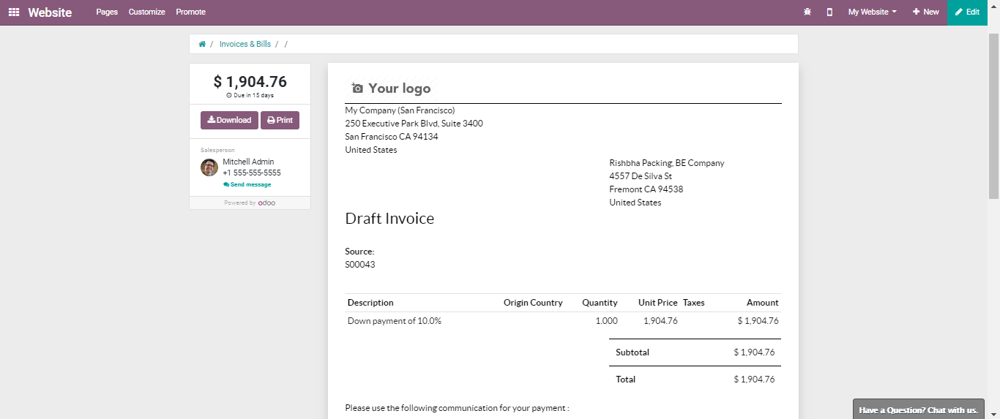 Website Pages Customize Promote My Website New Edit
/ Invoices & Bills / /
$ 1,904.76
Due in 15 days
Download Print
Salesperson
Mitchell Admin
+1 555-555-5555
Send message
Powered by odoo
Your logo
My Company (San Francisco)
250 Executive Park Blvd, Suite 3400
San Francisco CA 94134
United States
Rishbha Packing, BE Company
4557 De Silva St
Fremont CA 94538
United States
Draft Invoice
Source:
S00043
Description Origin Country Quantity Unit Price Taxes Amount
Down payment of 10.0% 1.000 1,904.76 $ 1,904.76
Subtotal $ 1,904.76
Total $ 1,904.76
Please use the following communication for your payment :
Have a Question? Chat with us.